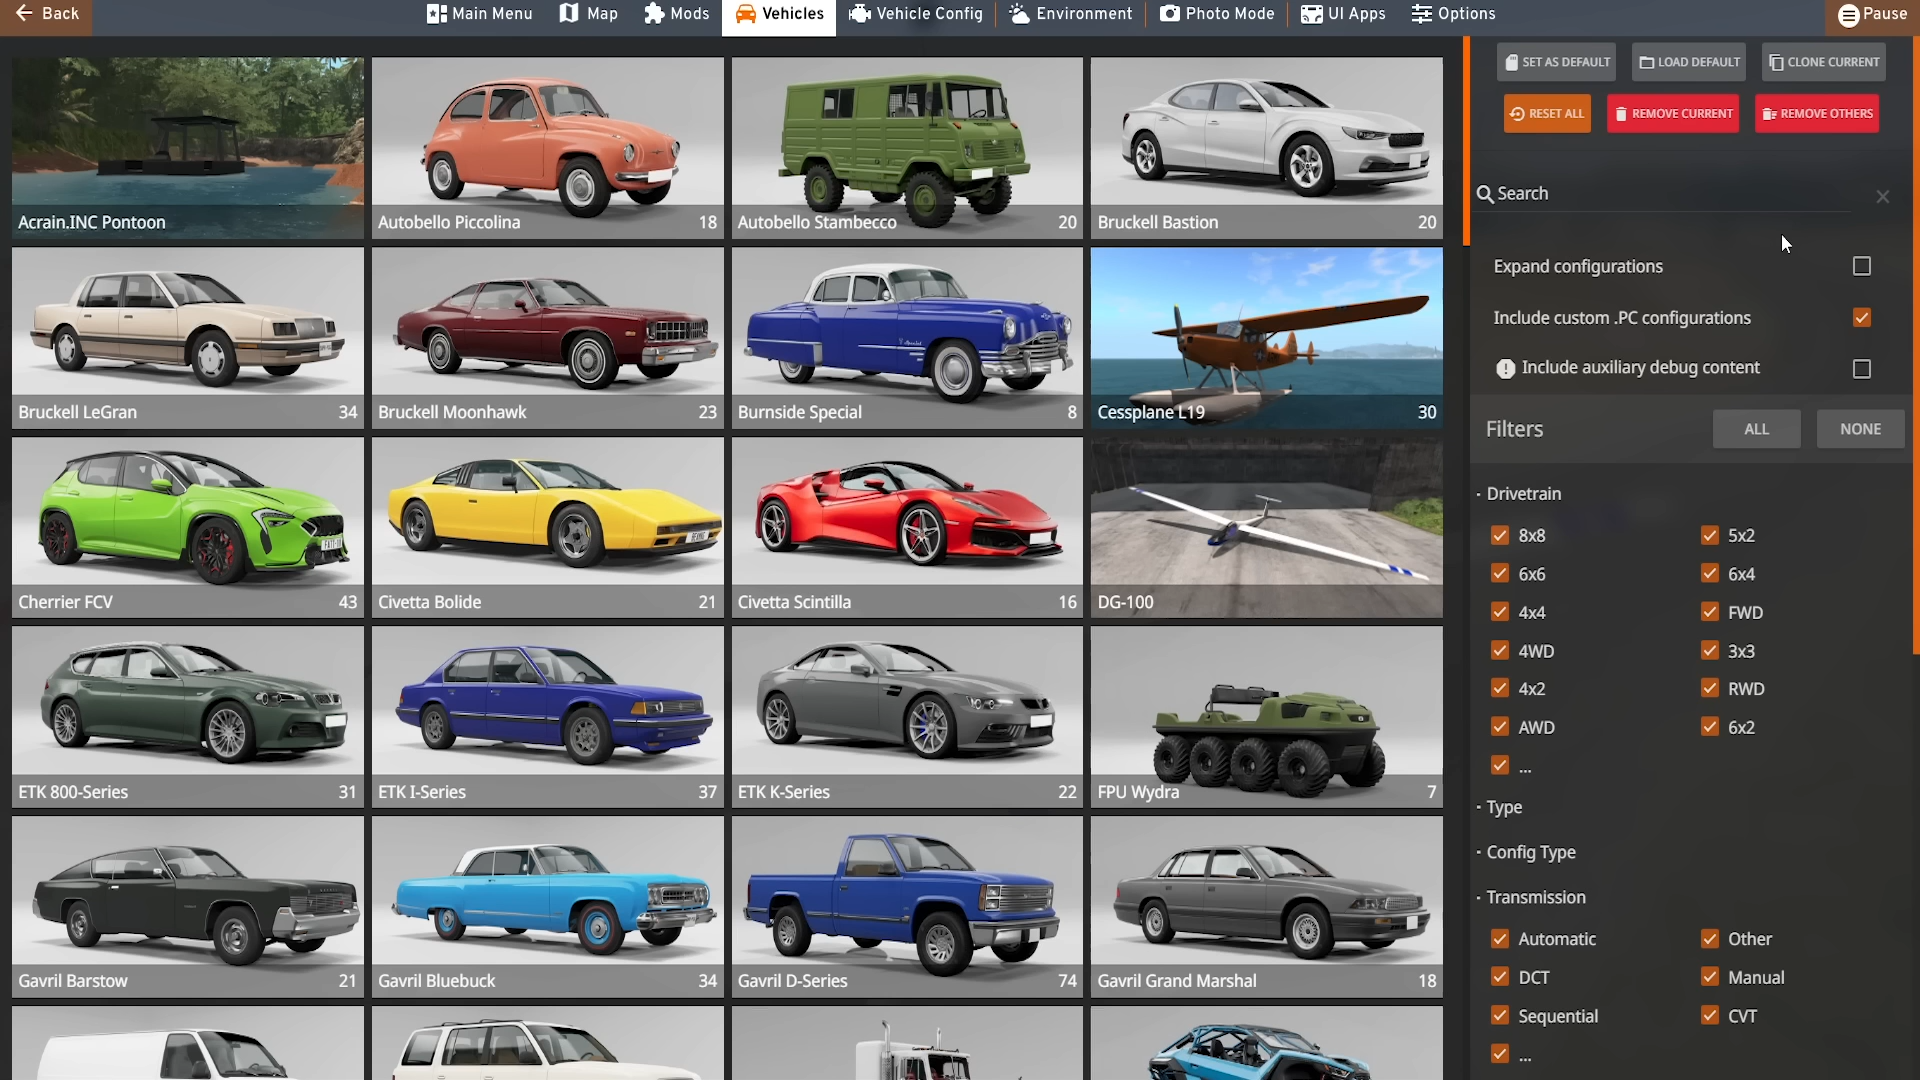 Back
Main Menu
Map
Mods
Vehicles
Vehicle Config
Environment
Photo Mode
UI Apps
Options
Pause
SET AS DEFAULT
LOAD DEFAULT
CLONE CURRENT
RESET ALL
REMOVE CURRENT
REMOVE OTHERS
Search
Expand configurations
Include custom .PC configurations
Include auxiliary debug content
Filters
ALL
NONE
Drivetrain
8x8
5x2
6x6
6x4
4x4
FWD
4WD
3x3
4x2
RWD
AWD
6x2
...
Type
Config Type
Transmission
Automatic
Other
DCT
Manual
Sequential
CVT
...
Acrain.INC Pontoon
Autobello Piccolina 18
Autobello Stambecco 20
Bruckell Bastion 20
Bruckell LeGran 34
Bruckell Moonhawk 23
Burnside Special 8
Cessplane L19 30
Cherrier FCV 43
Civetta Bolide 21
Civetta Scintilla 16
DG-100
ETK 800-Series 31
ETK I-Series 37
ETK K-Series 22
FPU Wydra 7
Gavril Barstow 21
Gavril Bluebuck 34
Gavril D-Series 74
Gavril Grand Marshal 18